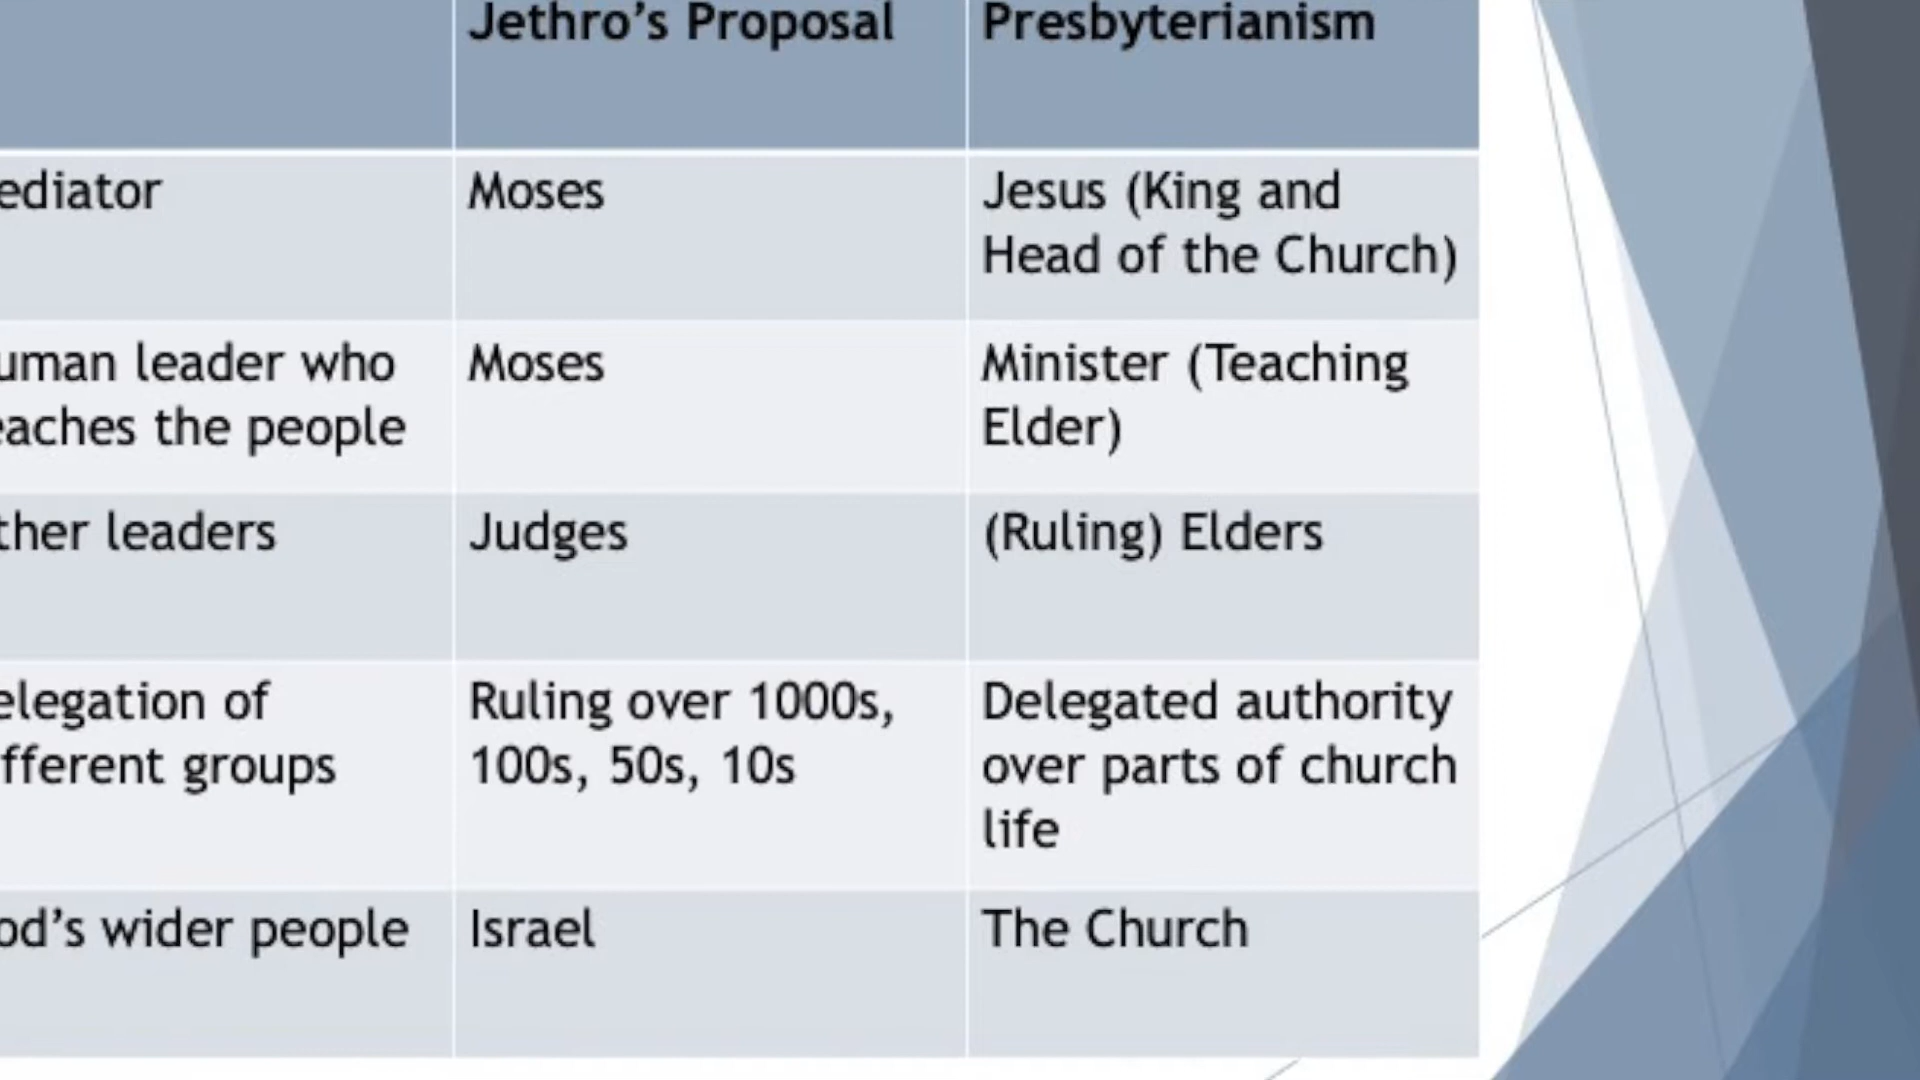 Jethro's Proposal Presbyterianism
ediator Moses Jesus (King and
Head of the Church)
uman leader who Moses Minister (Teaching
eaches the people Elder)
ther leaders Judges (Ruling) Elders
elegation of Ruling over 1000s, Delegated authority
fferent groups 100s, 50s, 10s over parts of church
life
od's wider people Israel The Church